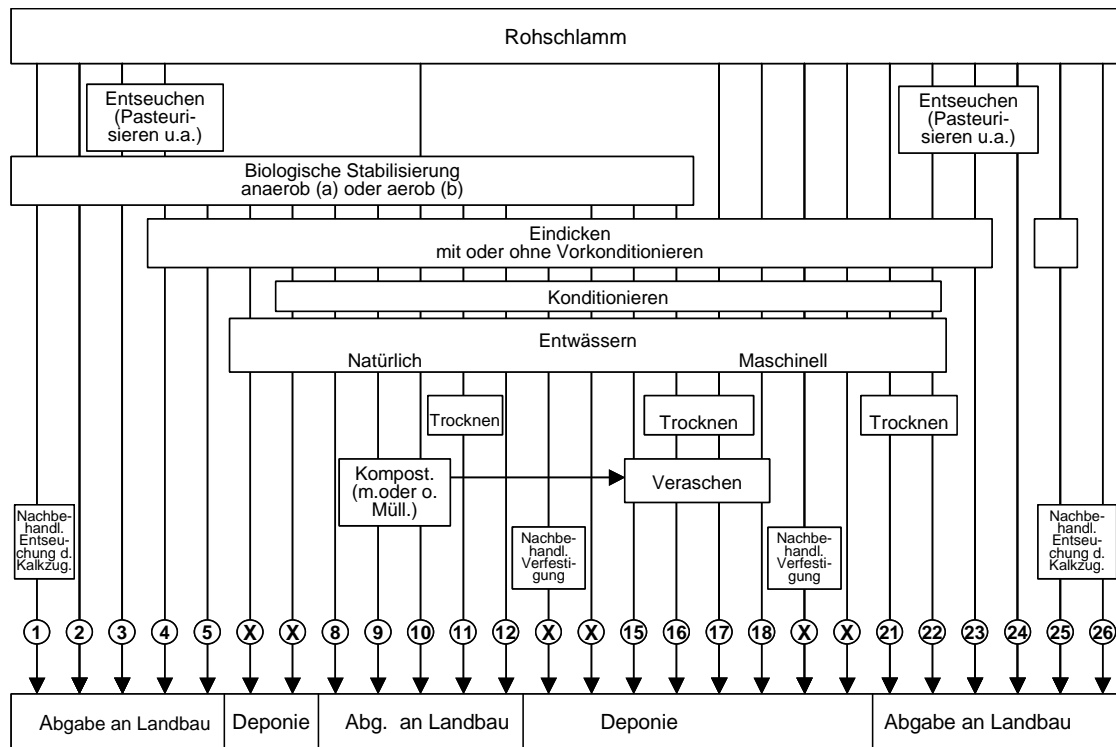 Rohschlamm
Entseuchen
(Pasteuri-
sieren u.a.)
Entseuchen
(Pasteuri-
sieren u.a.)
Biologische Stabilisierung
anaerob (a) oder aerob (b)
Eindicken
mit oder ohne Vorkonditionieren
Konditionieren
Entwässern
Natürlich
Maschinell
Trocknen
Trocknen
Trocknen
Kompost.
(m.oder o.
Müll.)
Veraschen
Nachbe-
handl.
Entseu-
chung d.
Kalkzug.
Nachbe-
handl.
Verfesti-
gung
Nachbe-
handl.
Verfesti-
gung
Nachbe-
handl.
Entseu-
chung d.
Kalkzug.
1 2 3 4 5 X X 8 9 10 11 12 X X 15 16 17 18 X X 21 22 23 24 25 26
Abgabe an Landbau Deponie Abg. an Landbau Deponie Abgabe an Landbau